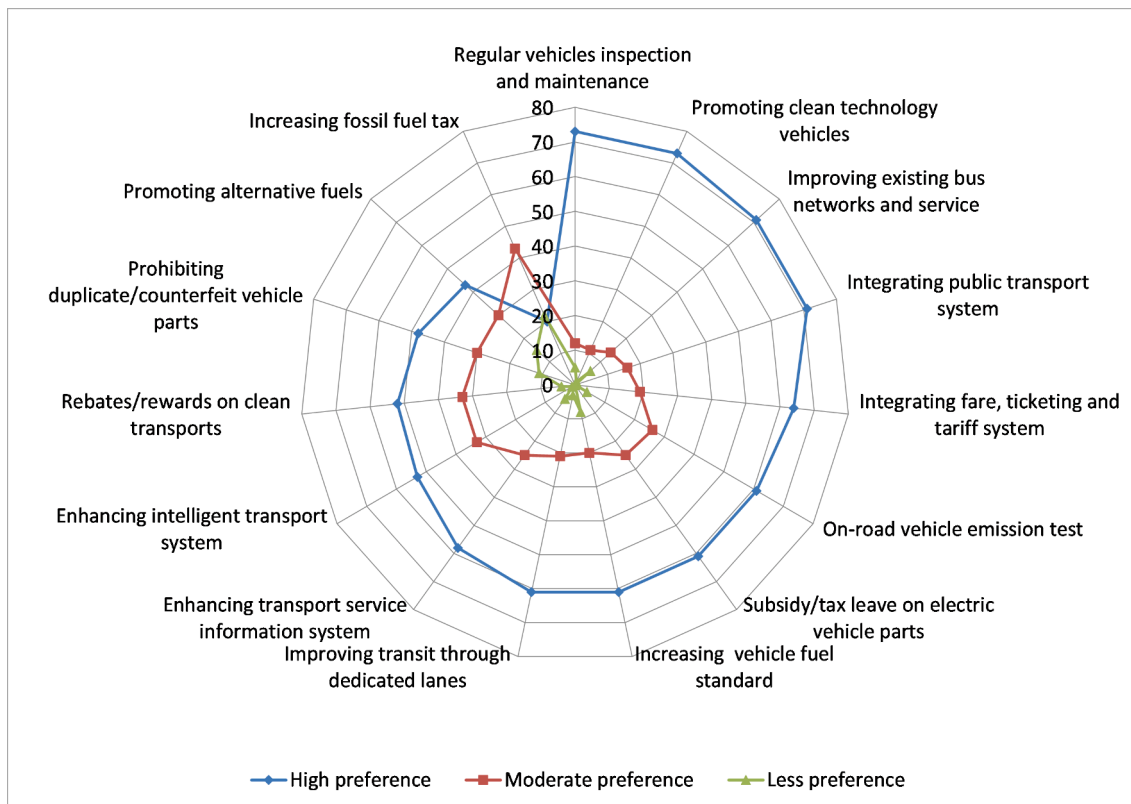 Regular vehicles inspection
and maintenance
Promoting clean technology
vehicles
Improving existing bus
networks and service
Integrating public transport
system
Integrating fare, ticketing and
tariff system
On-road vehicle emission test
Subsidy/tax leave on electric
vehicle parts
Increasing vehicle fuel
standard
Improving transit through
dedicated lanes
Enhancing transport service
information system
Enhancing intelligent transport
system
Rebates/rewards on clean
transports
Prohibiting
duplicate/counterfeit vehicle
parts
Promoting alternative fuels
Increasing fossil fuel tax
80
70
60
50
40
30
20
10
0
High preference
Moderate preference
Less preference